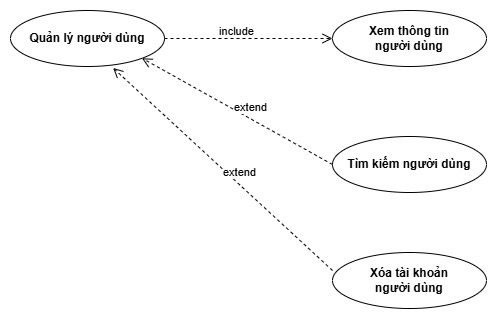 Quản lý người dùng
include
Xem thông tin
người dùng
extend
Tìm kiếm người dùng
extend
Xóa tài khoản
người dùng